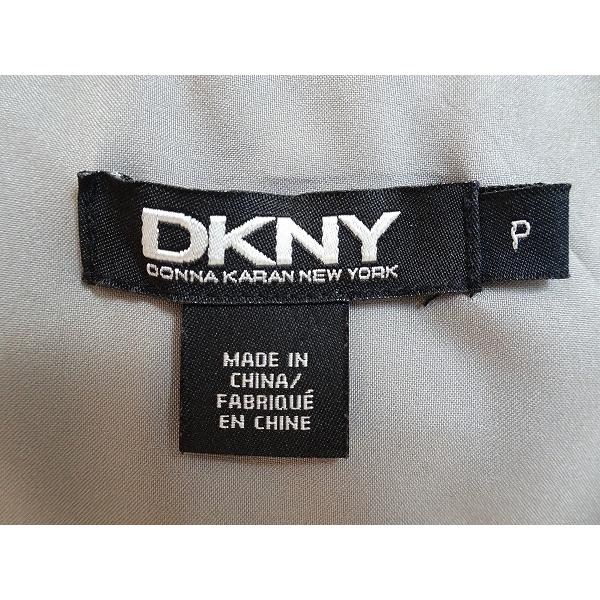 DKNY
DONNA KARAN NEW YORK
P
MADE IN
CHINA/
FABRIQUÉ
EN CHINE